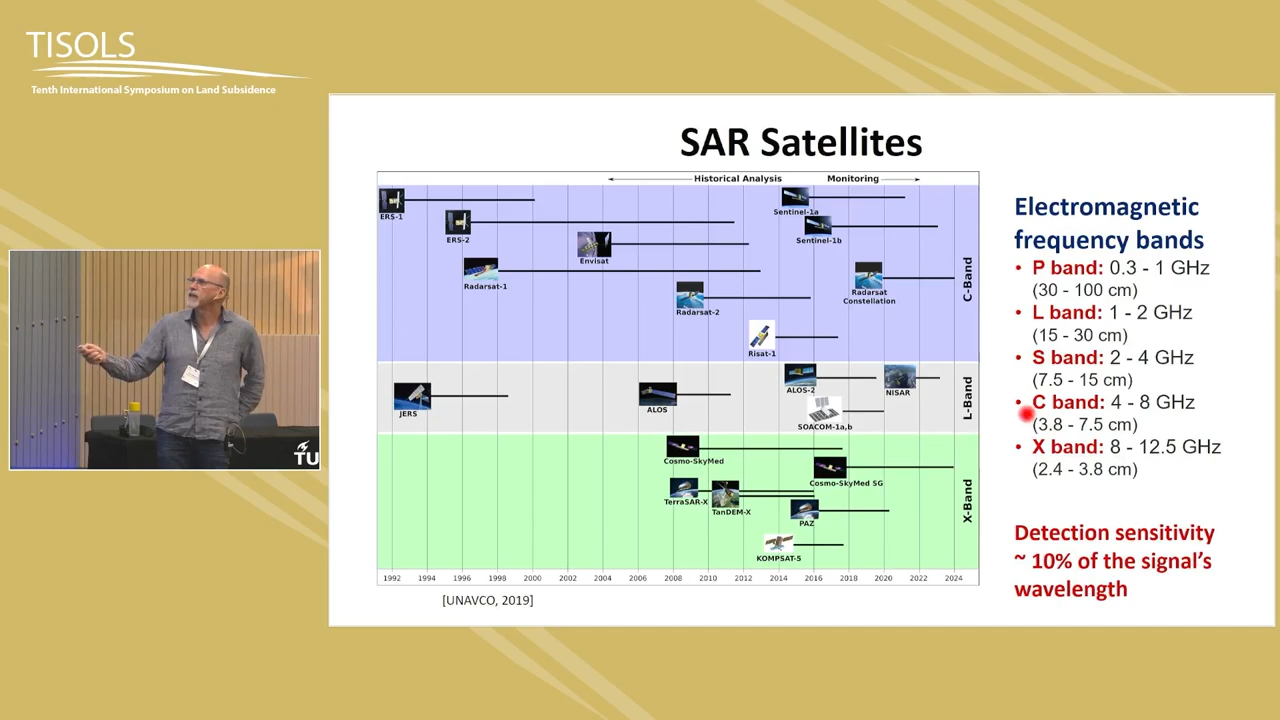 TISOLS
Tenth International Symposium on Land Subsidence
SAR Satellites
Historical Analysis
Monitoring
ERS-1
ERS-2
Envisat
Radarsat-1
Radarsat-2
Risat-1
Sentinel-1a
Sentinel-1b
Radarsat
Constellation
C-Band
JERS
ALOS
ALOS-2
NISAR
SOACOM-1a,b
L-Band
Cosmo-SkyMed
Cosmo-SkyMed SG
TerraSAR-X
TanDEM-X
PAZ
KOMPSAT-5
X-Band
1992 1994 1996 1998 2000 2002 2004 2006 2008 2010 2012 2014 2016 2018 2020 2022 2024
[UNAVCO, 2019]
Electromagnetic
frequency bands
• P band: 0.3 - 1 GHz
(30 - 100 cm)
• L band: 1 - 2 GHz
(15 - 30 cm)
• S band: 2 - 4 GHz
(7.5 - 15 cm)
• C band: 4 - 8 GHz
(3.8 - 7.5 cm)
• X band: 8 - 12.5 GHz
(2.4 - 3.8 cm)
Detection sensitivity
~ 10% of the signal's
wavelength
TU